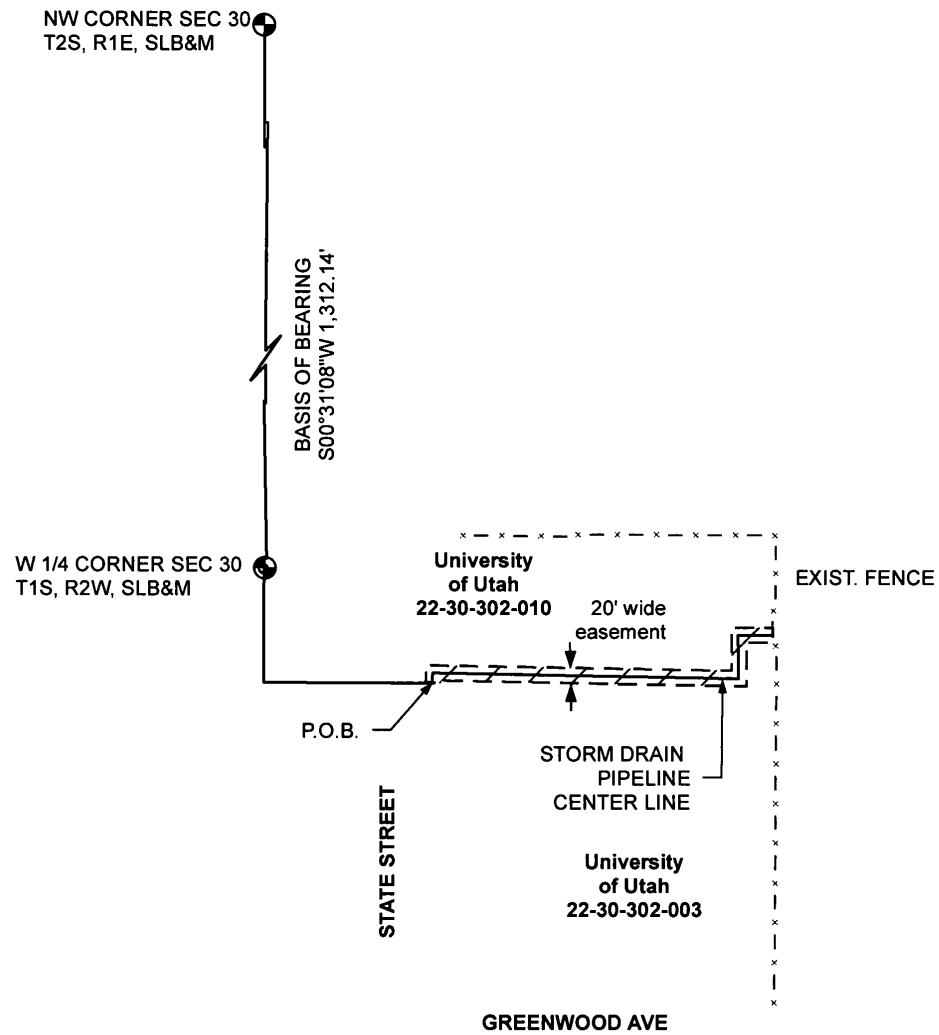 NW CORNER SEC 30
T2S, R1E, SLB&M
BASIS OF BEARING
S00°31'08"W 1,312.14'
W 1/4 CORNER SEC 30
T1S, R2W, SLB&M
University
of Utah
22-30-302-010
20' wide
easement
EXIST. FENCE
P.O.B.
STORM DRAIN
PIPELINE
CENTER LINE
STATE STREET
University
of Utah
22-30-302-003
GREENWOOD AVE